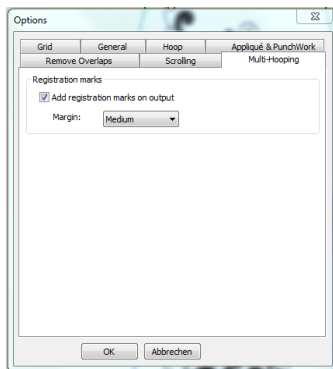 Options
Grid General Hoop Appliqué & PunchWork
Remove Overlaps Scrolling Multi-Hooping
Registration marks
Add registration marks on output
Margin: Medium
OK Abbrechen